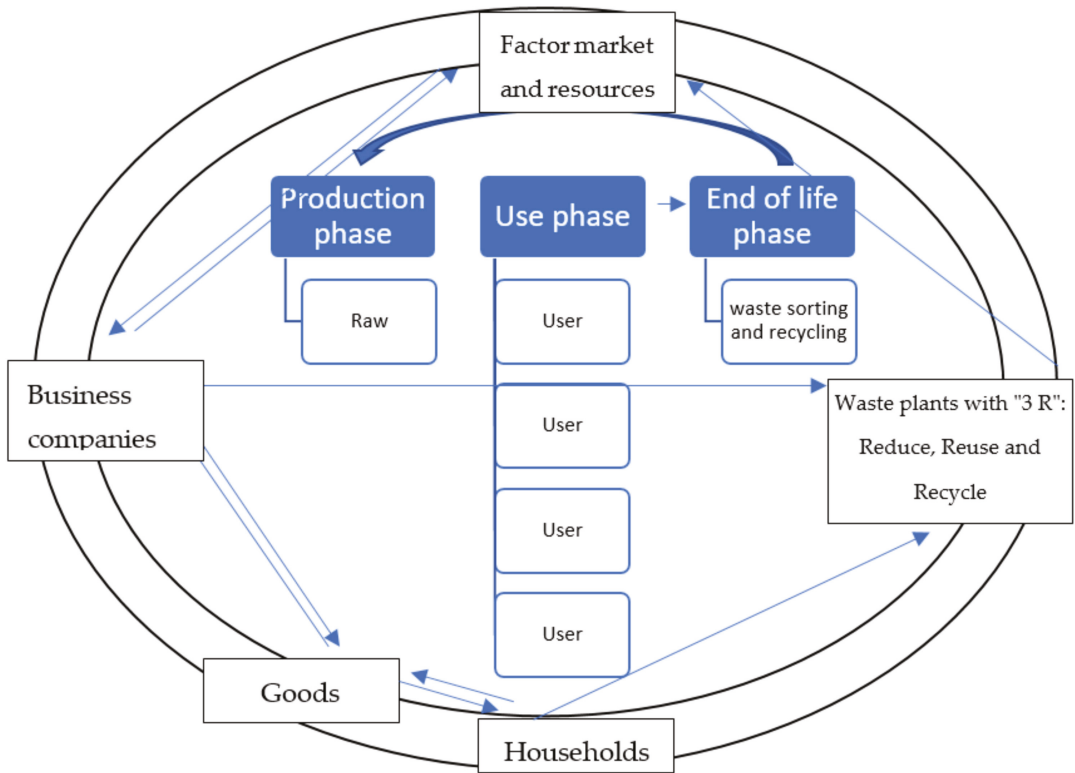 Factor market
and resources
Production
phase
Use phase
End of life
phase
Raw
User
waste sorting
and recycling
User
User
User
Business
companies
Waste plants with "3 R":
Reduce, Reuse and
Recycle
Goods
Households